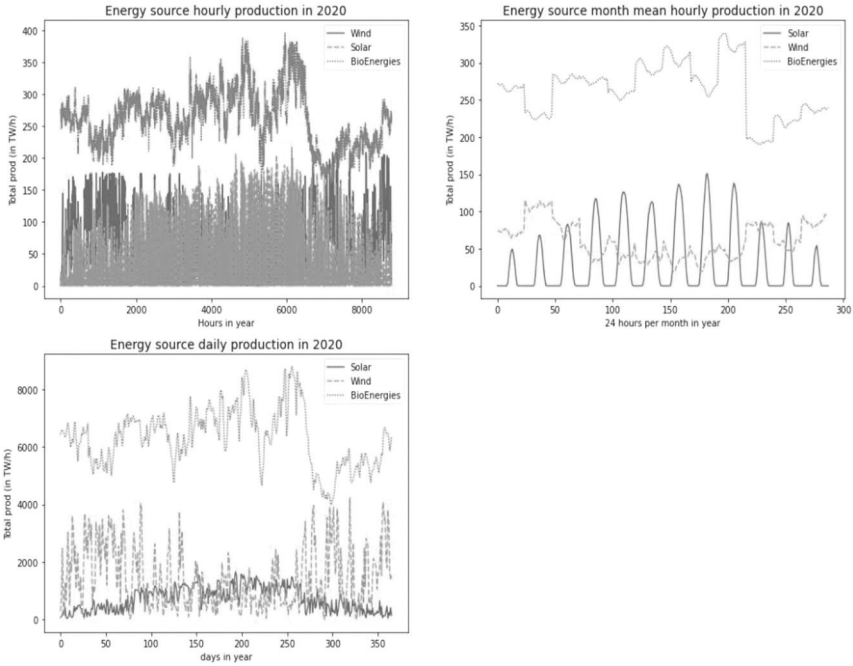 Energy source hourly production in 2020
Total prod (in TW/h)
400
350
300
250
200
150
100
50
0
Wind
Solar
BioEnergies
0 2000 4000 6000 8000
Hours in year
Energy source month mean hourly production in 2020
Total prod (in TW/h)
350
300
250
200
150
100
50
0
Solar
Wind
BioEnergies
0 50 100 150 200 250 300
24 hours per month in year
Energy source daily production in 2020
Total prod (in TW/h)
8000
6000
4000
2000
0
Solar
Wind
BioEnergies
0 50 100 150 200 250 300 350
days in year